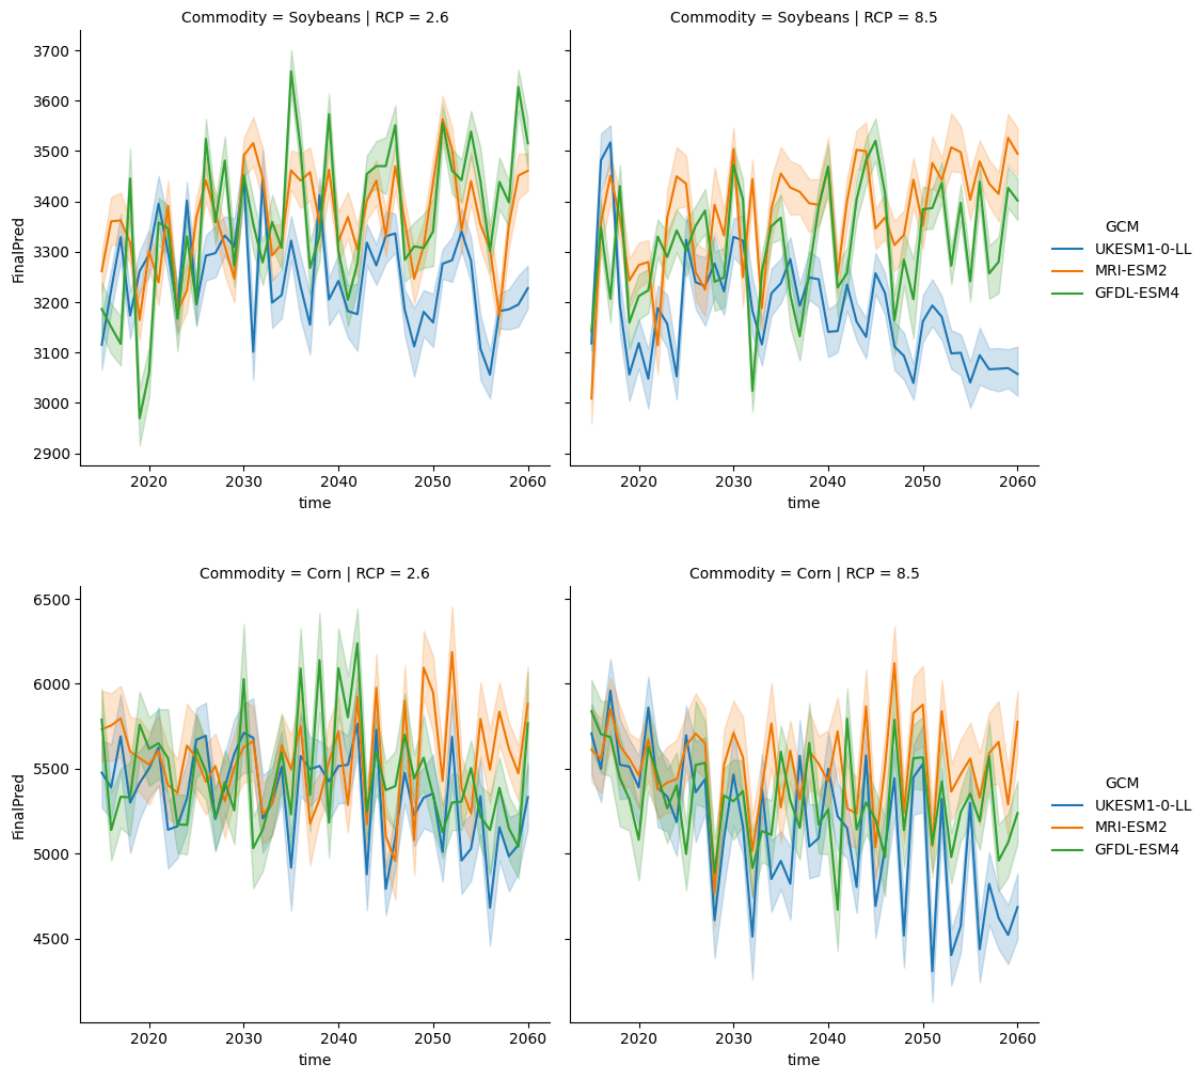 Commodity = Soybeans | RCP = 2.6
Commodity = Soybeans | RCP = 8.5
3700
3600
3500
3400
3300
3200
3100
3000
2900
FinalPred
2020 2030 2040 2050 2060
time
2020 2030 2040 2050 2060
time
GCM
UKESM1-0-LL
MRI-ESM2
GFDL-ESM4
Commodity = Corn | RCP = 2.6
Commodity = Corn | RCP = 8.5
6500
6000
5500
5000
4500
FinalPred
2020 2030 2040 2050 2060
time
2020 2030 2040 2050 2060
time
GCM
UKESM1-0-LL
MRI-ESM2
GFDL-ESM4